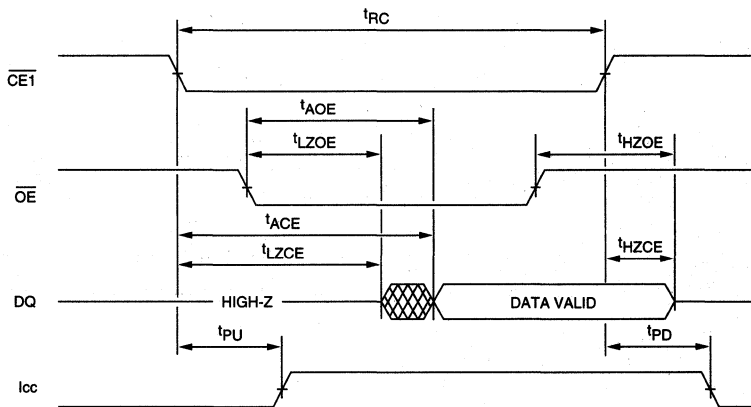 tRC
CE1
tAOE
tLZOE
tHZOE
OE
tACE
tLZCE
tHZCE
DQ
HIGH-Z
DATA VALID
tPU
tPD
Icc